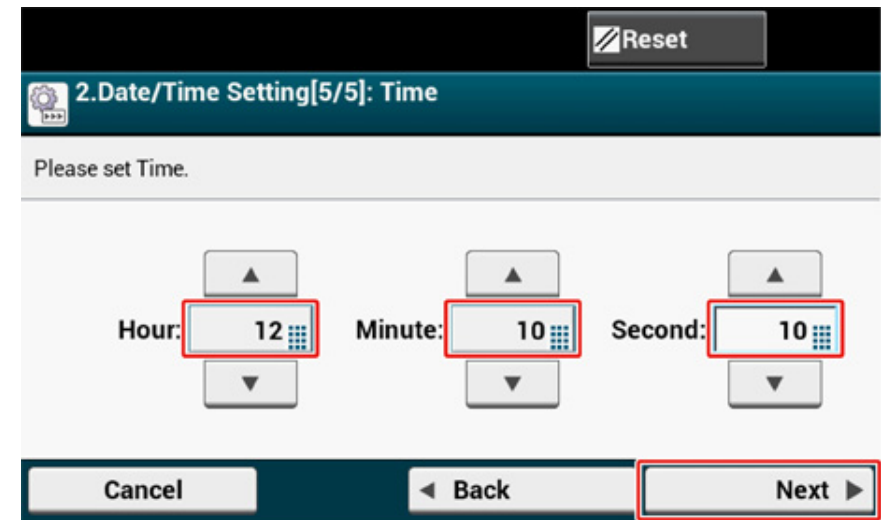 Reset
2.Date/Time Setting[5/5]: Time
Please set Time.
Hour: 12 Minute: 10 Second: 10
Cancel Back Next